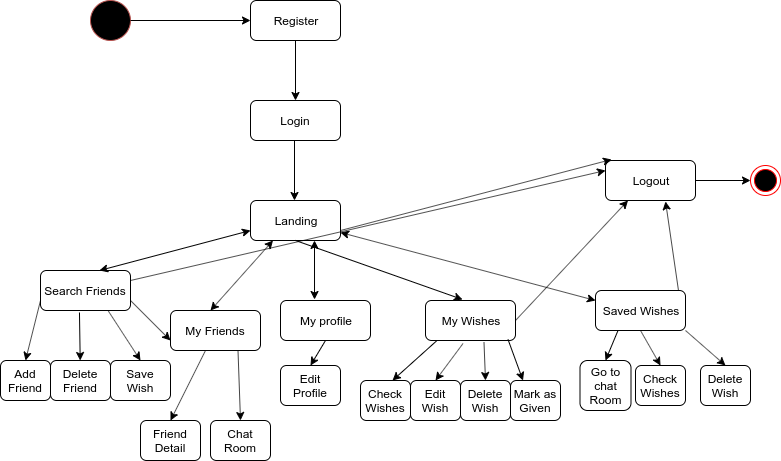 Register
Login
Logout
Landing
Search Friends
My Friends
My profile
My Wishes
Saved Wishes
Add
Friend
Delete
Friend
Save
Wish
Edit
Profile
Check
Wishes
Edit
Wish
Delete
Wish
Mark as
Given
Go to
chat
Room
Check
Wishes
Delete
Wish
Friend
Detail
Chat
Room